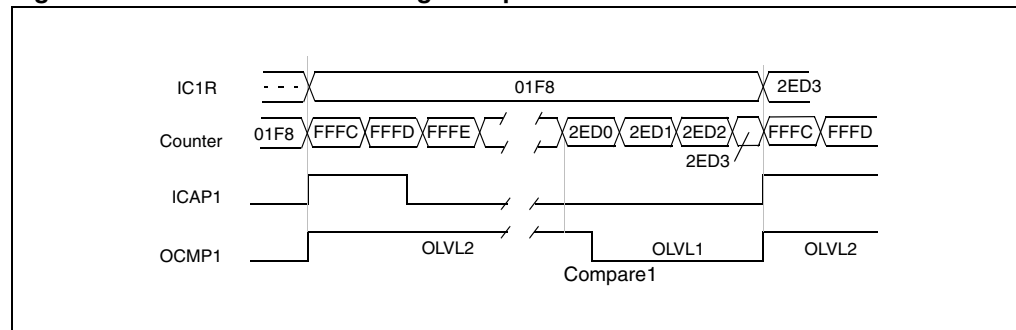 IC1R - - - 01F8 2ED3
Counter 01F8 FFFC FFFD FFFE 2ED0 2ED1 2ED2 FFFC FFFD
2ED3
ICAP1
OCMP1 OLVL2 OLVL1 OLVL2
Compare1